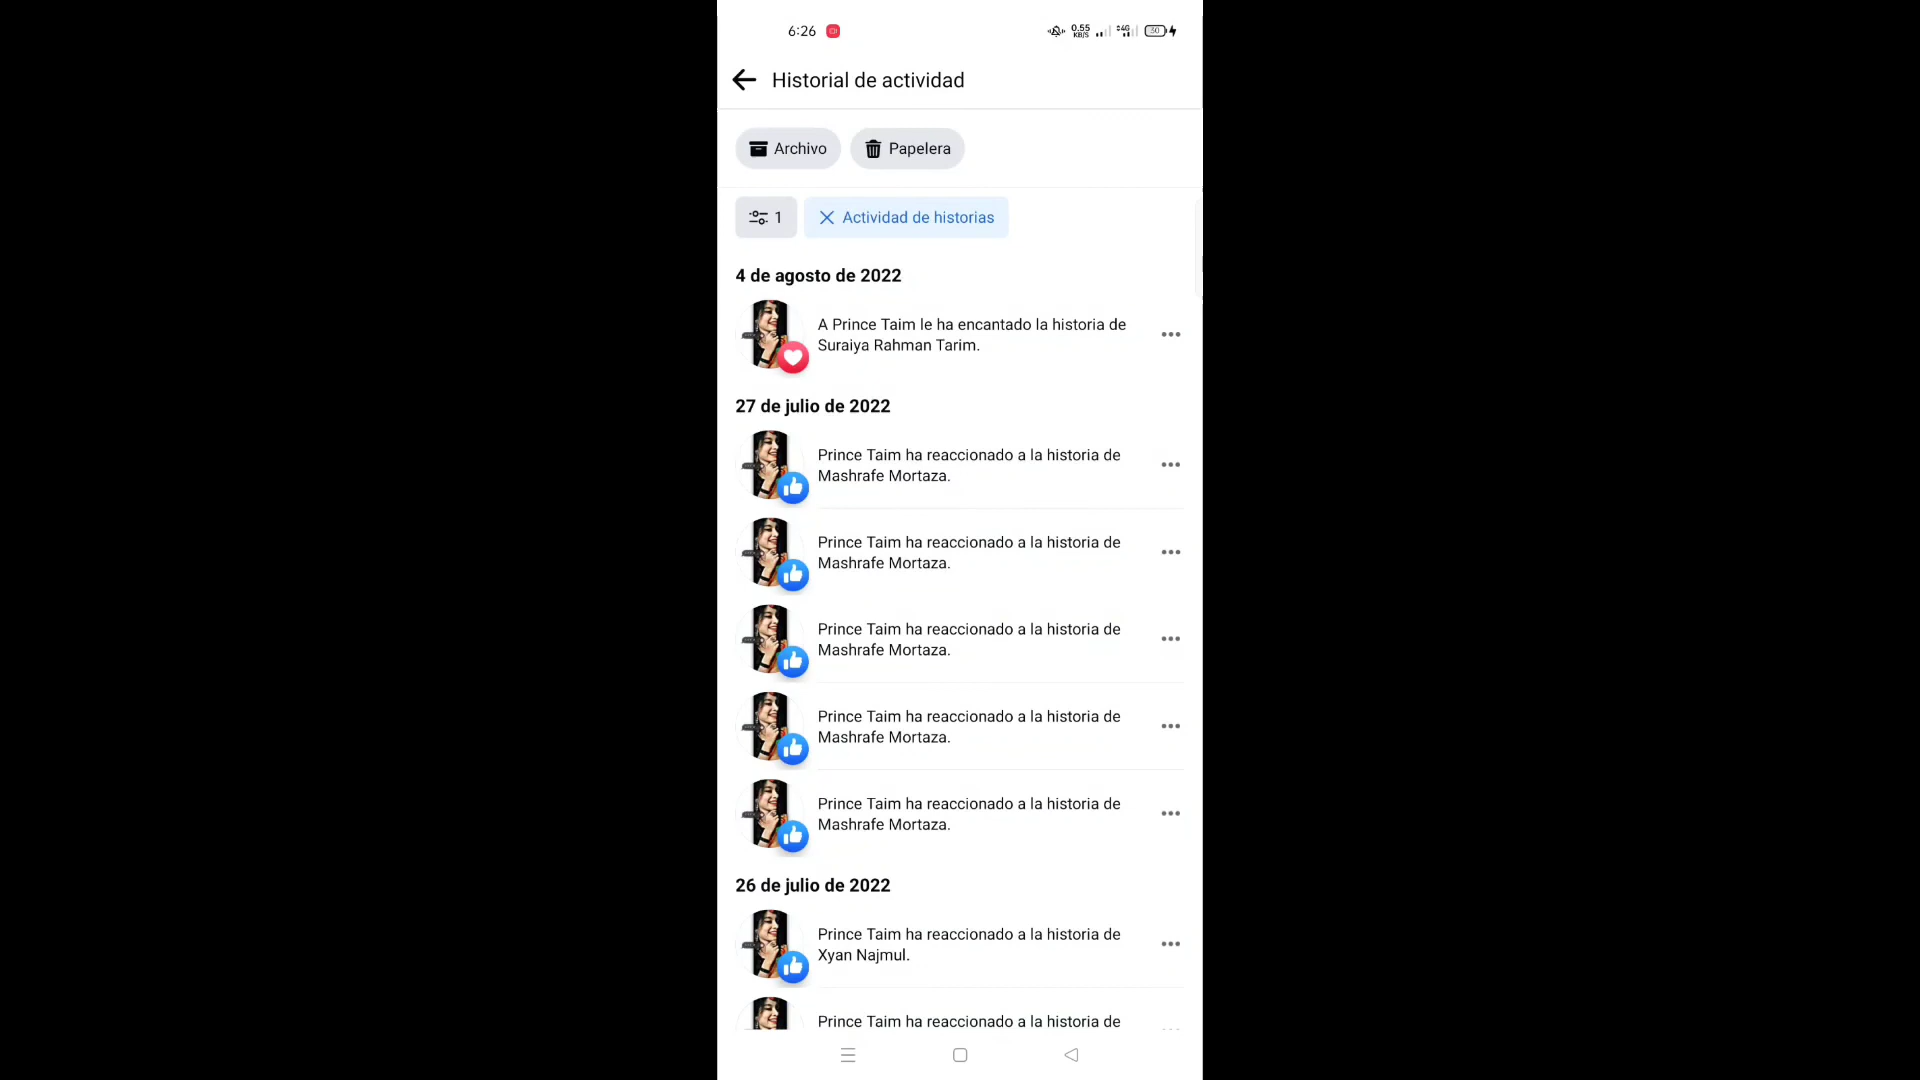 6:26
0.55
KB/S
4G
30
Historial de actividad
Archivo
Papelera
1
Actividad de historias
4 de agosto de 2022
A Prince Taim le ha encantado la historia de
Suraiya Rahman Tarim.
27 de julio de 2022
Prince Taim ha reaccionado a la historia de
Mashrafe Mortaza.
Prince Taim ha reaccionado a la historia de
Mashrafe Mortaza.
Prince Taim ha reaccionado a la historia de
Mashrafe Mortaza.
Prince Taim ha reaccionado a la historia de
Mashrafe Mortaza.
Prince Taim ha reaccionado a la historia de
Mashrafe Mortaza.
26 de julio de 2022
Prince Taim ha reaccionado a la historia de
Xyan Najmul.
Prince Taim ha reaccionado a la historia de